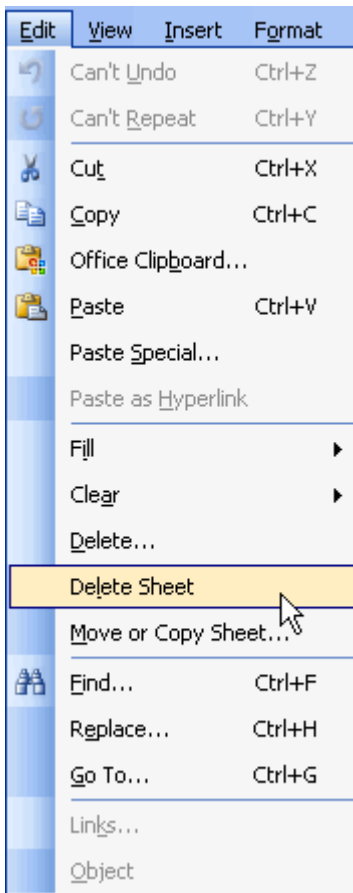 Edit View Insert Format
Can't Undo Ctrl+Z
Can't Repeat Ctrl+Y
Cut Ctrl+X
Copy Ctrl+C
Office Clipboard...
Paste Ctrl+V
Paste Special...
Paste as Hyperlink
Fill
Clear
Delete...
Delete Sheet
Move or Copy Sheet...
Find... Ctrl+F
Replace... Ctrl+H
Go To... Ctrl+G
Links...
Object